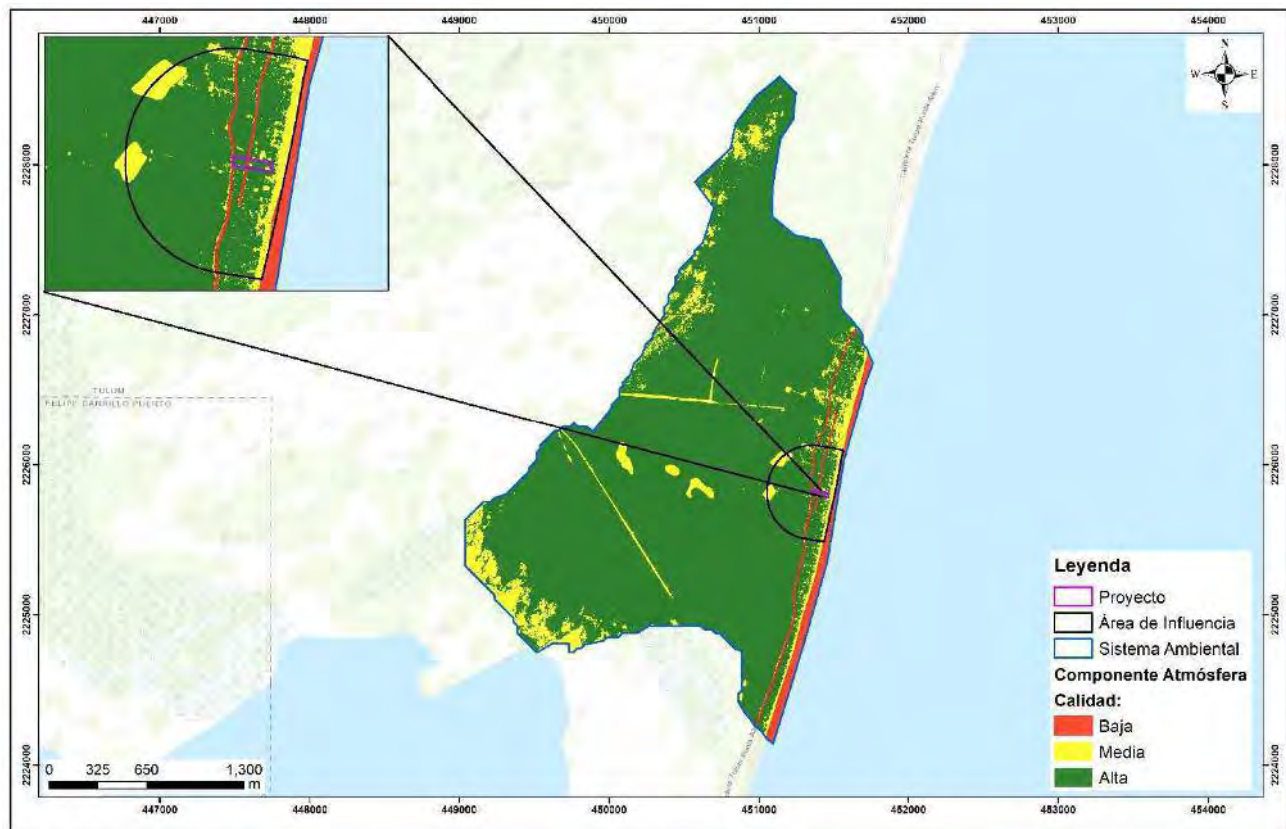 447000 448000 449000 450000 451000 452000 453000 454000
N
W E
S
2228000 2228000
2227000 2227000
TULUM
FELIPE CARRILLO PUERTO
2226000 2226000
2225000 2225000
2224000 2224000
Leyenda
Proyecto
Área de Influencia
Sistema Ambiental
Componente Atmósfera
Calidad:
Baja
Media
Alta
0 325 650 1,300
m
447000 448000 449000 450000 451000 452000 453000 454000